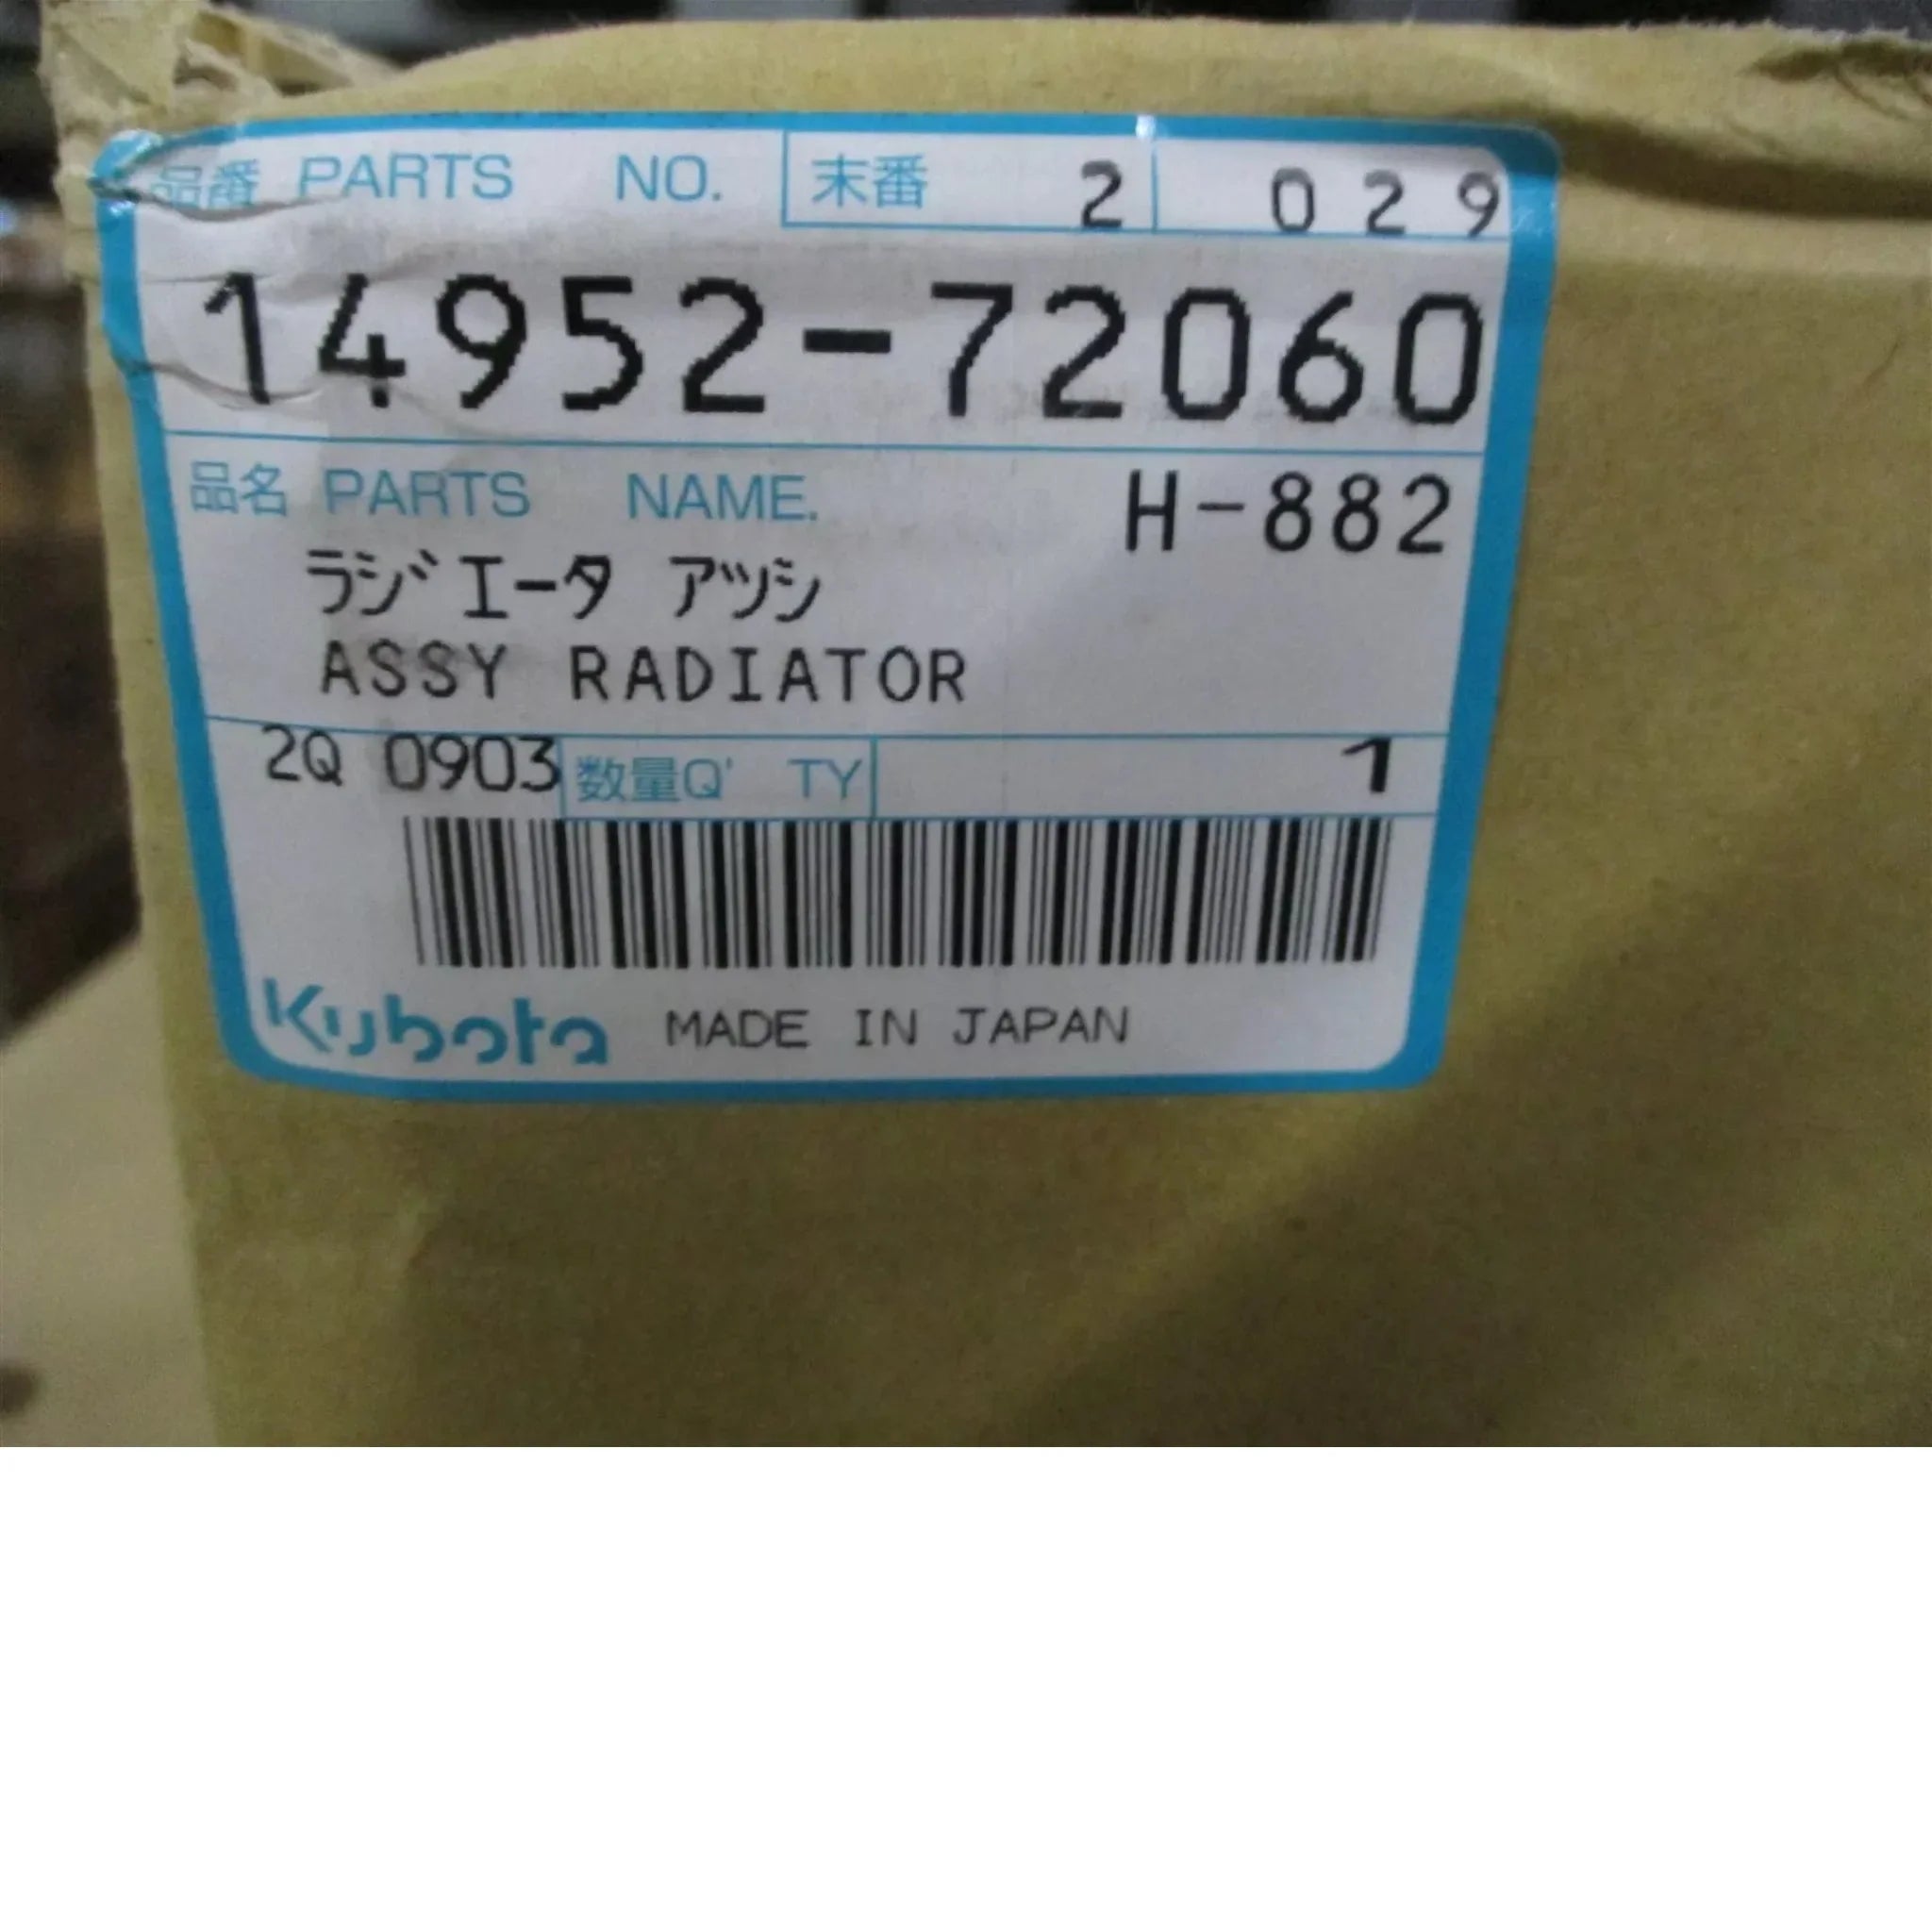 品番 PARTS NO. 末番 2 029
14952-72060
品名 PARTS NAME. H-882
ラジエータ アツシ
ASSY RADIATOR
2Q 0903 数量Q'TY 1
Kubota MADE IN JAPAN